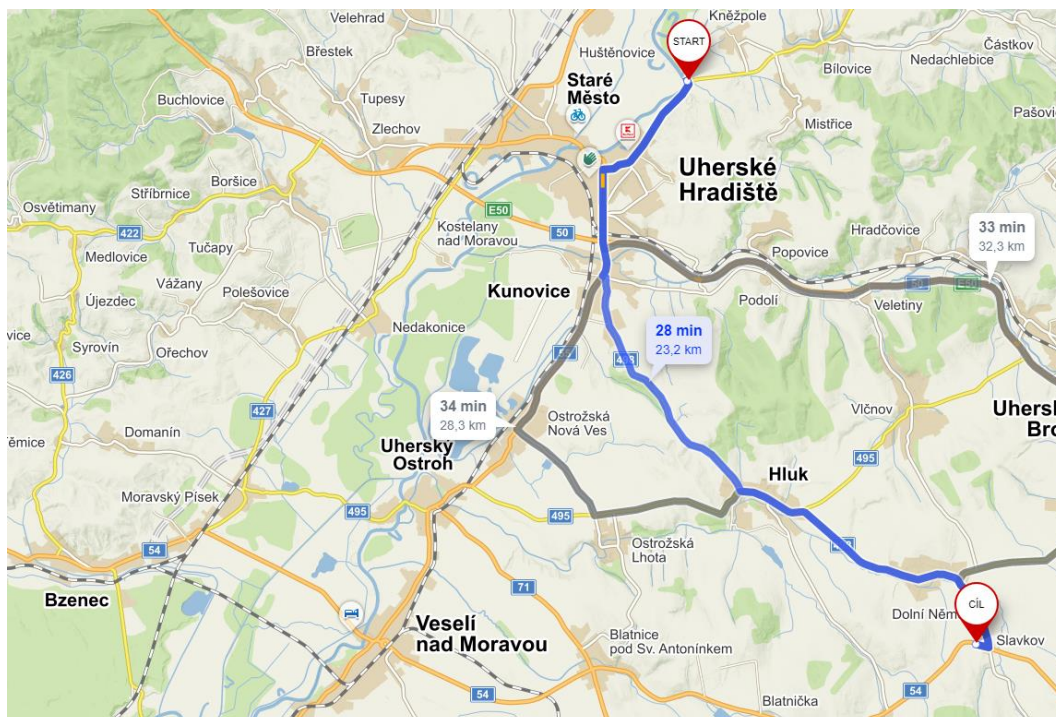 Velehrad
Kněžpole
START
Břestek
Huštěnovice
Částkov
Nedachlebice
Bílovice
Staré
Město
Buchlovice
Tupesy
Pašovi
Zlechov
Mistřice
Uherské
Hradiště
Stříbrnice
Boršice
Osvětimany
E50
422
Kostelany
nad Moravou
50
Hradčovice
33 min
32,3 km
Tučapy
Medlovice
Popovice
Vážany
Kunovice
Podolí
50
E50
Újezdec
Polešovice
Veletiny
Nedakonice
28 min
23,2 km
Syrovín
Ořechov
426
34 min
28,3 km
427
Ostrožská
Nová Ves
Vlčnov
Uhersk
Bro
Domanín
Uherský
Ostroh
495
Hluk
Moravský Písek
495
495
54
Ostrožská
Lhota
71
Bzenec
CÍL
Dolní Něm
Veselí
nad Moravou
Blatnice
pod Sv. Antonínkem
Slavkov
54
54
Blatnička